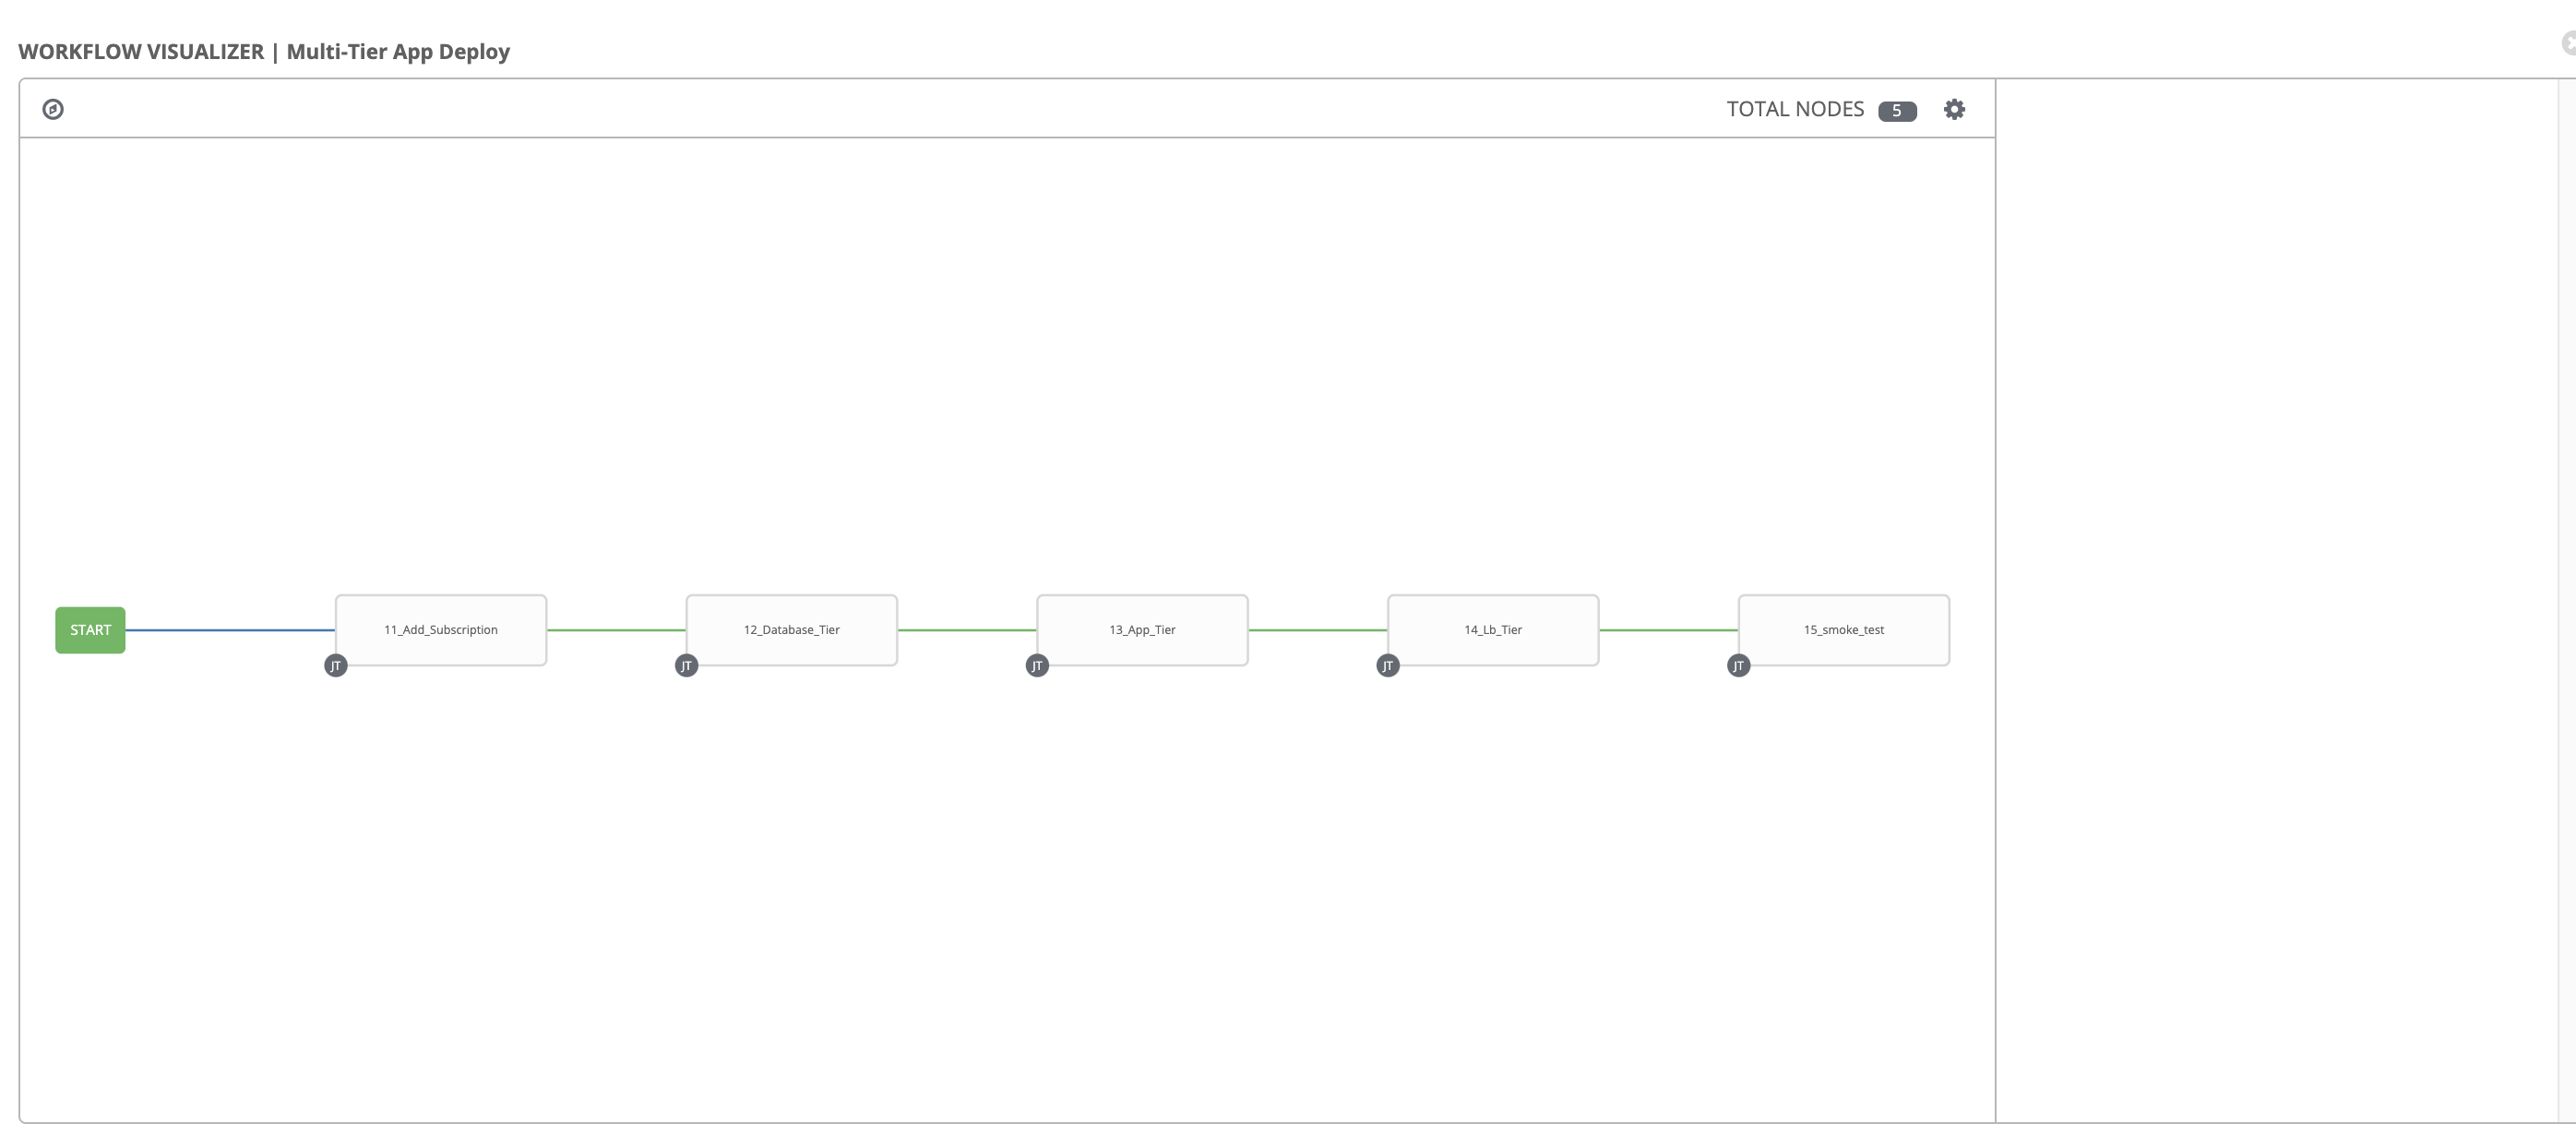 WORKFLOW VISUALIZER | Multi-Tier App Deploy
TOTAL NODES 5
START
11_Add_Subscription
JT
12_Database_Tier
JT
13_App_Tier
JT
14_Lb_Tier
JT
15_smoke_test
JT